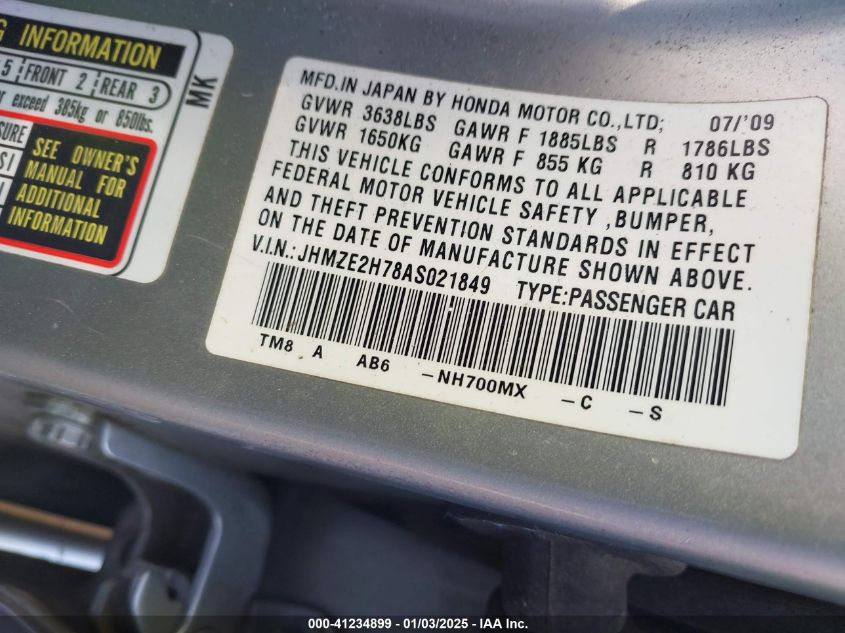 G INFORMATION
5 FRONT 2 REAR 3
exceed 385kg or 850lbs.
SURE
SEE OWNER'S
MANUAL FOR
ADDITIONAL
INFORMATION
MK
MFD.IN JAPAN BY HONDA MOTOR CO.,LTD; 07/'09
GVWR 3638LBS GAWR F 1885LBS R 1786LBS
GVWR 1650KG GAWR F 855 KG R 810 KG
THIS VEHICLE CONFORMS TO ALL APPLICABLE
FEDERAL MOTOR VEHICLE SAFETY ,BUMPER,
AND THEFT PREVENTION STANDARDS IN EFFECT
ON THE DATE OF MANUFACTURE SHOWN ABOVE.
V.I.N.: JHMZE2H78AS021849 TYPE:PASSENGER CAR
TM8 A AB6 -NH700MX -C -S
000-41234899 - 01/03/2025 - IAA Inc.